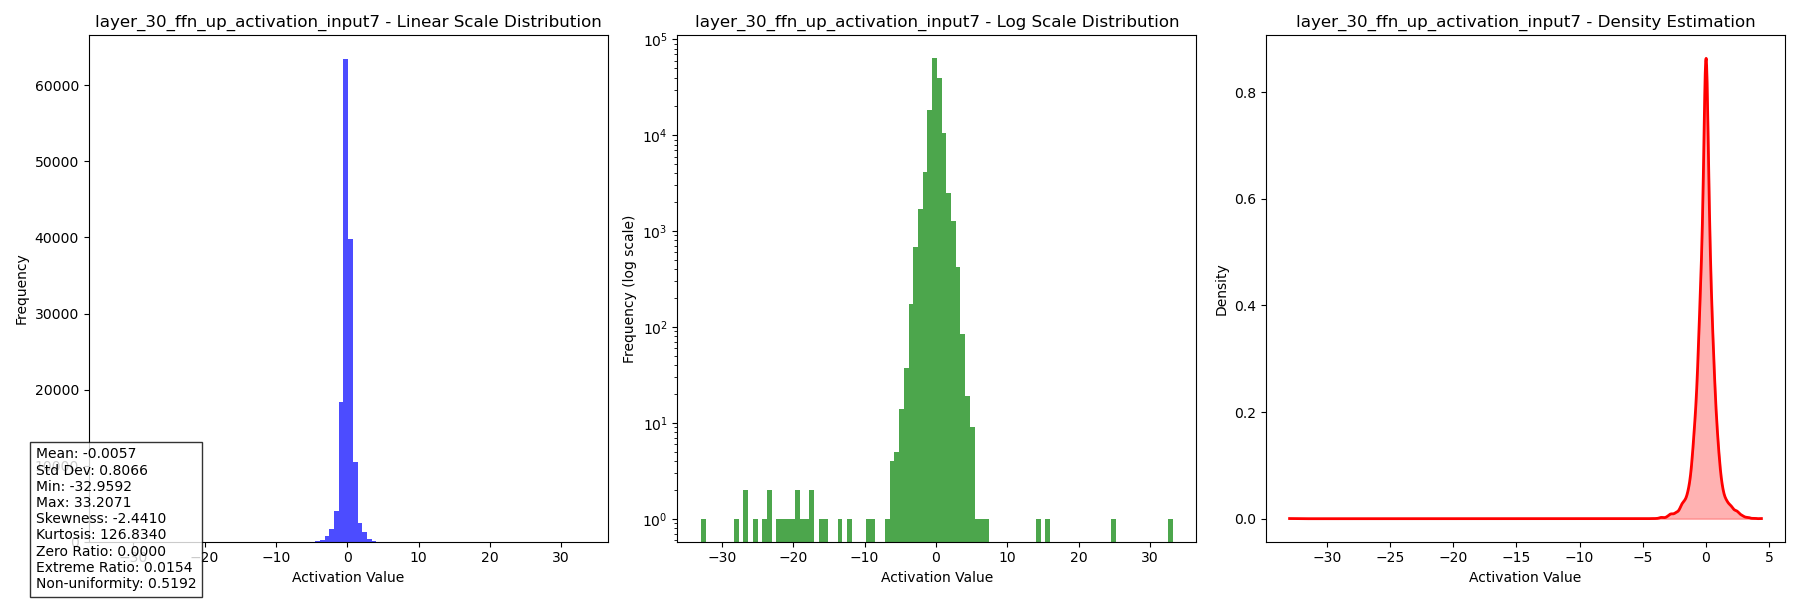 layer_30_ffn_up_activation_input7 - Linear Scale Distribution
60000
50000
40000
30000
20000
Frequency
−20
−10
0
10
20
30
Activation Value
Mean: -0.0057
Std Dev: 0.8066
Min: -32.9592
Max: 33.2071
Skewness: -2.4410
Kurtosis: 126.8340
Zero Ratio: 0.0000
Extreme Ratio: 0.0154
Non-uniformity: 0.5192
layer_30_ffn_up_activation_input7 - Log Scale Distribution
10⁵
10⁴
10³
10²
10¹
10⁰
Frequency (log scale)
−30
−20
−10
0
10
20
30
Activation Value
layer_30_ffn_up_activation_input7 - Density Estimation
0.8
0.6
0.4
0.2
0.0
Density
−30
−25
−20
−15
−10
−5
0
5
Activation Value